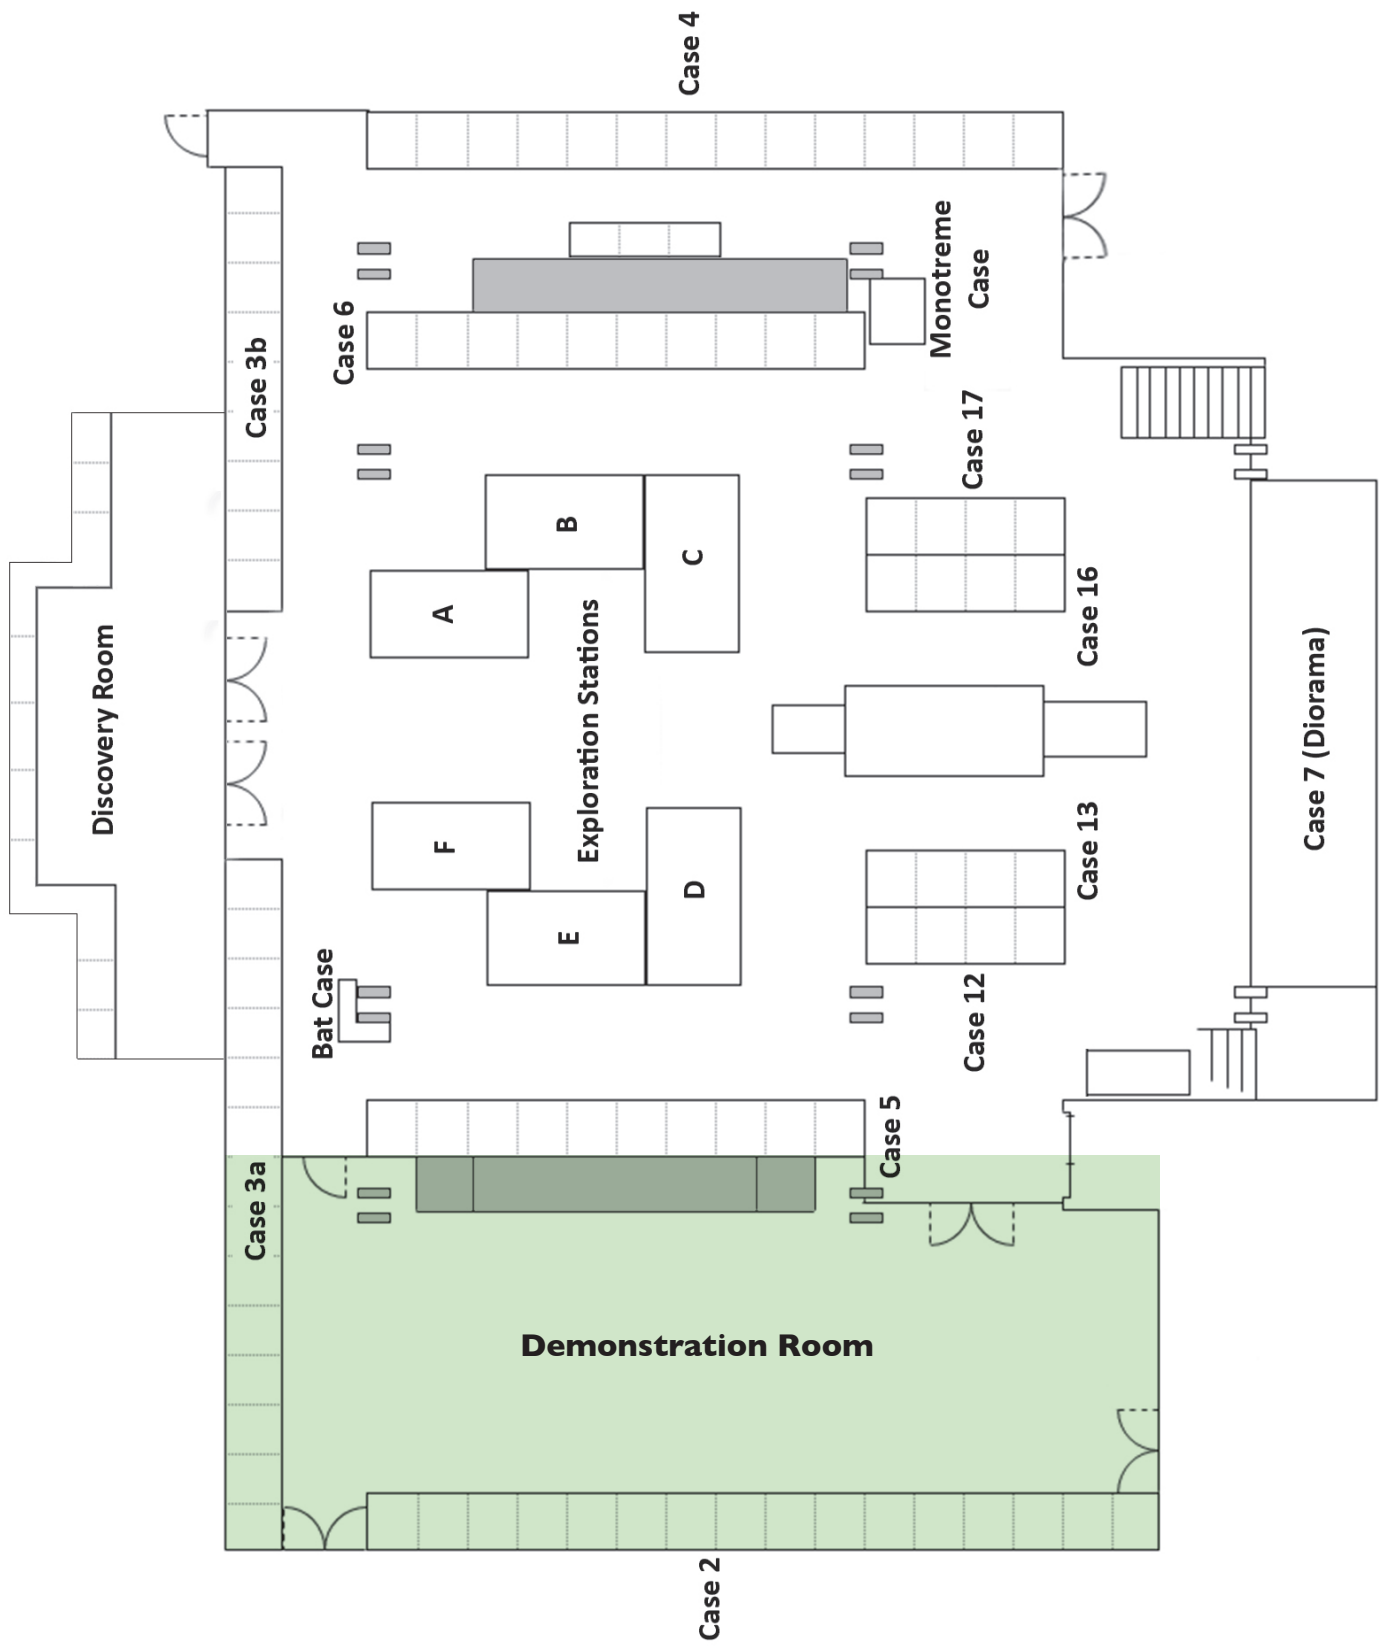 Case 4
Case 3b
Case 6
Monotreme
Case
Case 17
B
C
A
Exploration Stations
Case 16
Discovery Room
Case 7 (Diorama)
F
D
E
Case 13
Bat Case
Case 12
Case 5
Case 3a
Demonstration Room
Case 2